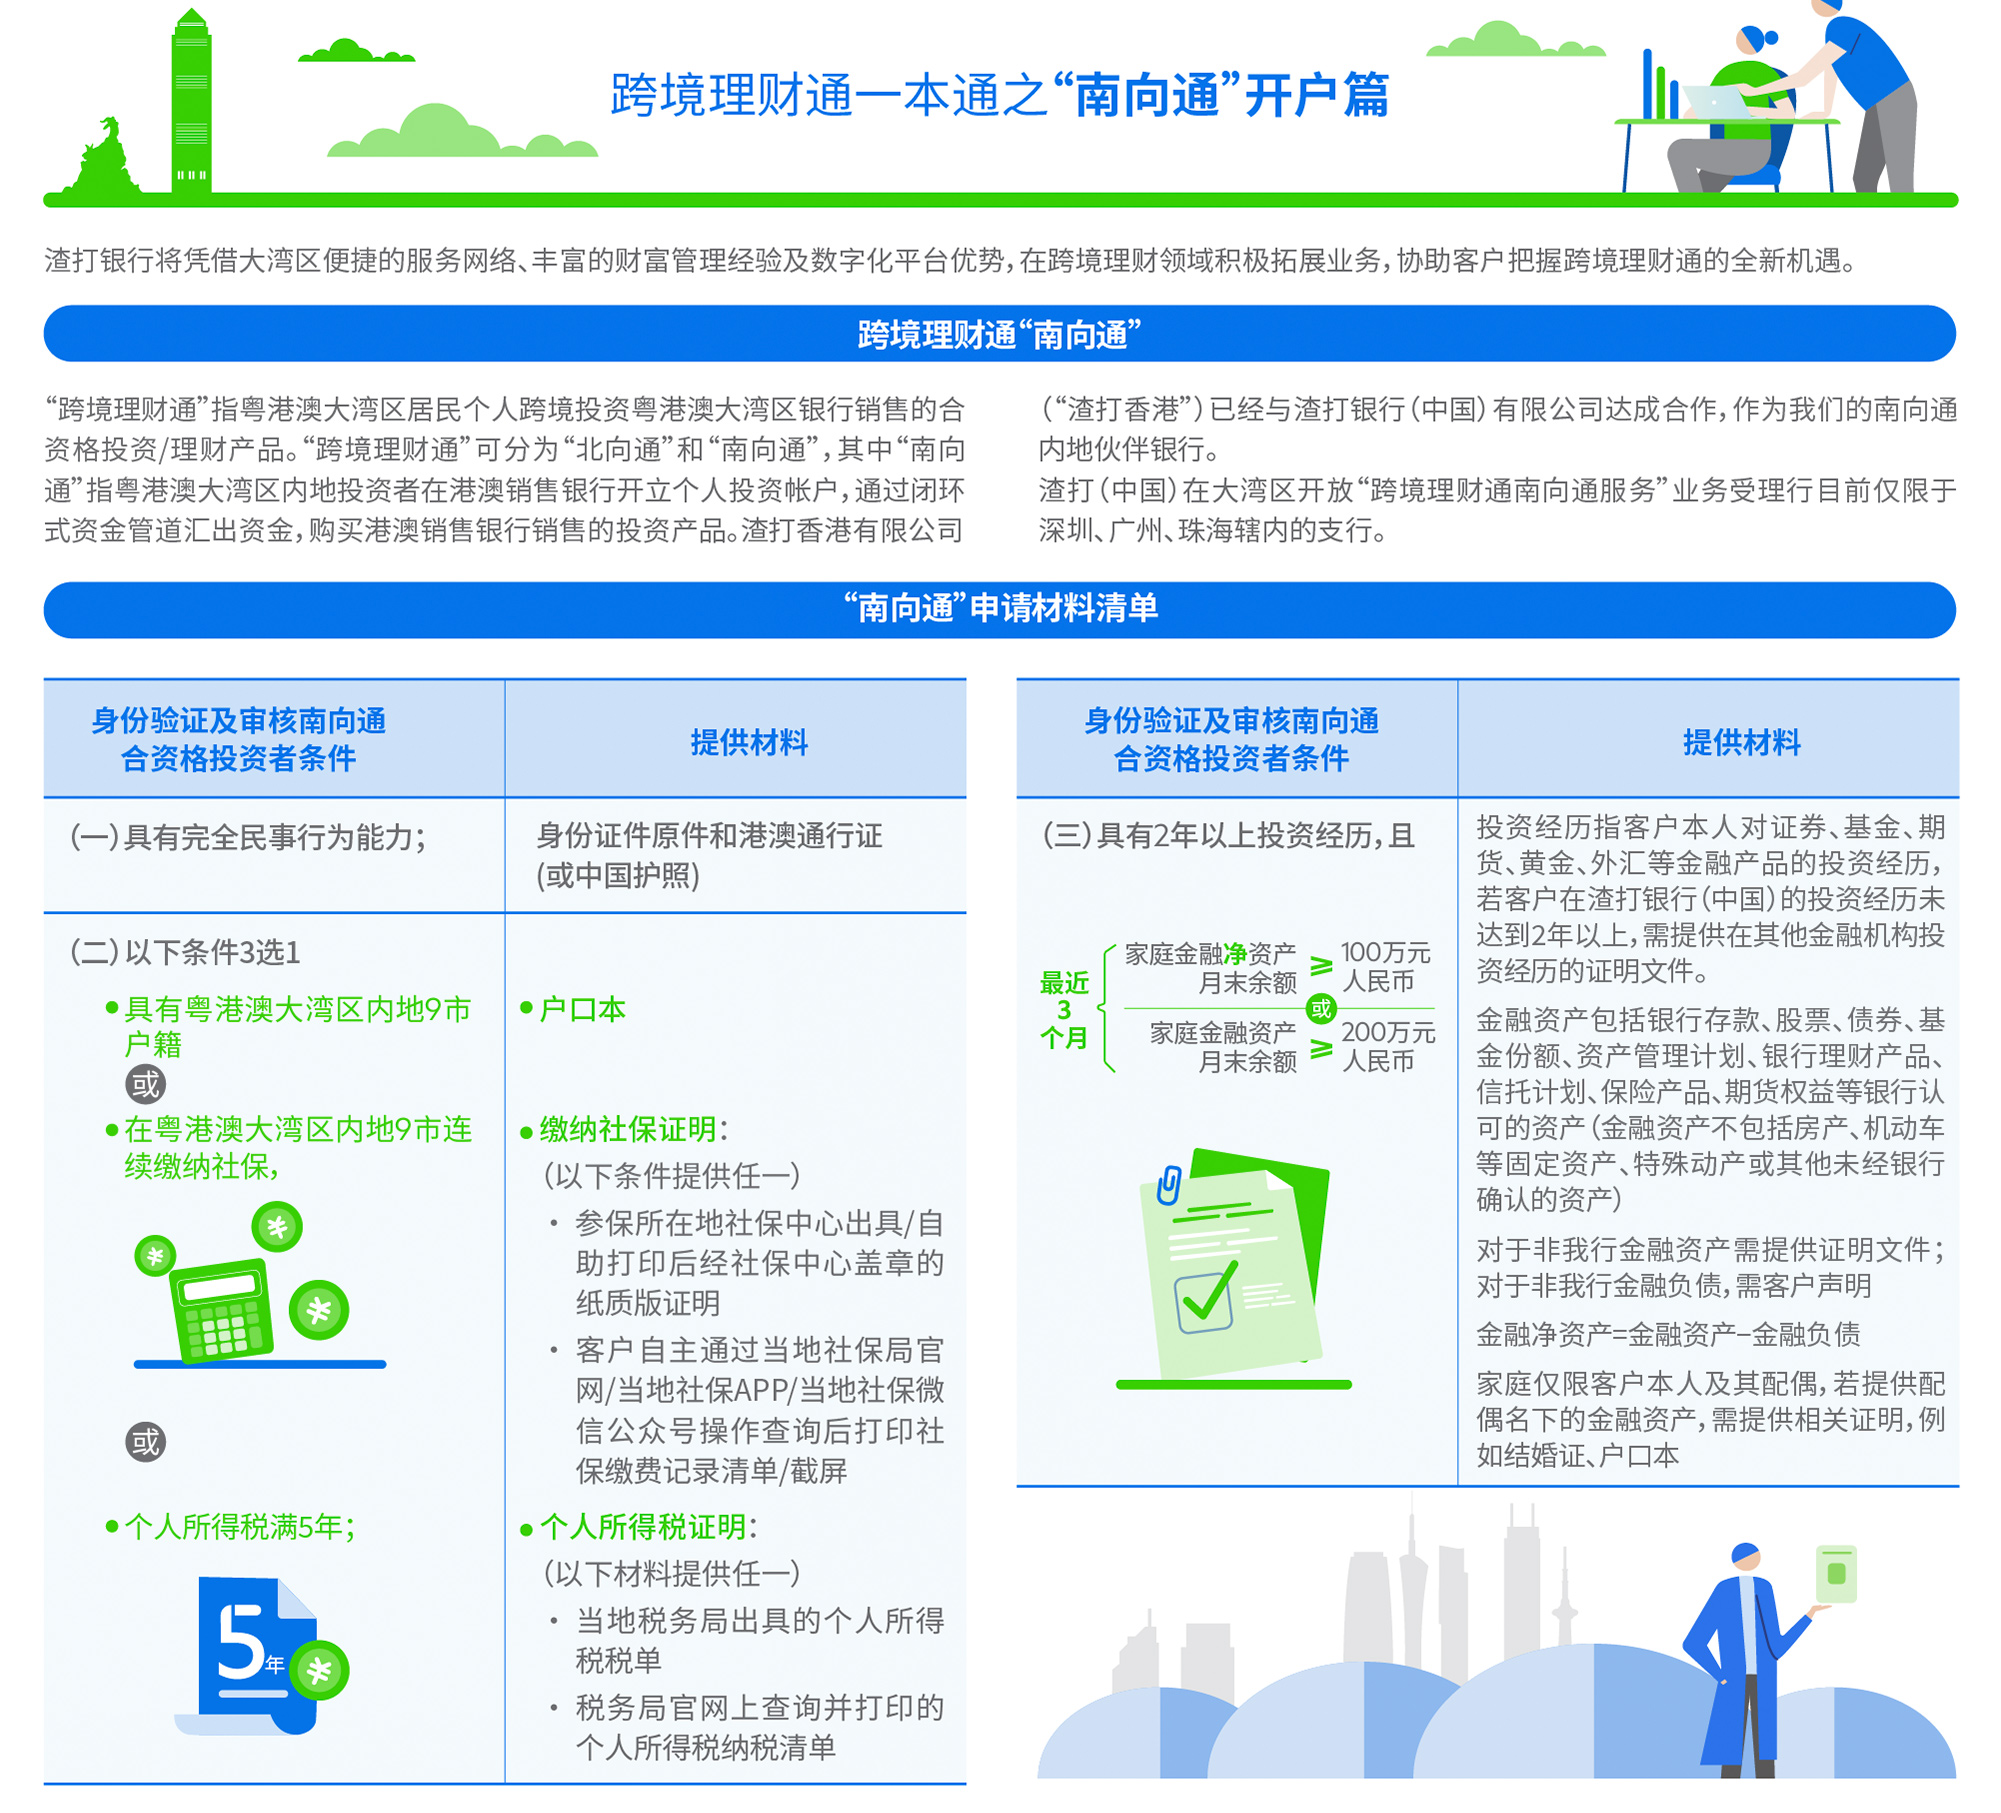 跨境理财通一本通之“南向通”开户篇
渣打银行将凭借大湾区便捷的服务网络、丰富的财富管理经验及数字化平台优势，在跨境理财领域积极拓展业务，协助客户把握跨境理财通的全新机遇。
跨境理财通“南向通”
“跨境理财通”指粤港澳大湾区居民个人跨境投资粤港澳大湾区银行销售的合
资格投资/理财产品。“跨境理财通”可分为“北向通”和“南向通”，其中“南向
通”指粤港澳大湾区内地投资者在港澳销售银行开立个人投资帐户，通过闭环
式资金管道汇出资金，购买港澳销售银行销售的投资产品。渣打香港有限公司
（“渣打香港”）已经与渣打银行（中国）有限公司达成合作，作为我们的南向通
内地伙伴银行。
渣打（中国）在大湾区开放“跨境理财通南向通服务”业务受理行目前仅限于
深圳、广州、珠海辖内的支行。
“南向通”申请材料清单
身份验证及审核南向通
合资格投资者条件
提供材料
（一）具有完全民事行为能力；
身份证件原件和港澳通行证
(或中国护照)
（二）以下条件3选1
●具有粤港澳大湾区内地9市
户籍
●户口本
或
●在粤港澳大湾区内地9市连
续缴纳社保，
●缴纳社保证明：
（以下条件提供任一）
· 参保所在地社保中心出具/自
助打印后经社保中心盖章的
纸质版证明
· 客户自主通过当地社保局官
网/当地社保APP/当地社保微
信公众号操作查询后打印社
保缴费记录清单/截屏
或
●个人所得税满5年；
5年
●个人所得税证明：
（以下材料提供任一）
· 当地税务局出具的个人所得
税税单
· 税务局官网上查询并打印的
个人所得税纳税清单
身份验证及审核南向通
合资格投资者条件
提供材料
（三）具有2年以上投资经历，且
最近
3
个月
家庭金融净资产
月末余额
≥
100万元
人民币
或
家庭金融资产
月末余额
≥
200万元
人民币
投资经历指客户本人对证券、基金、期
货、黄金、外汇等金融产品的投资经历，
若客户在渣打银行（中国）的投资经历未
达到2年以上，需提供在其他金融机构投
资经历的证明文件。
金融资产包括银行存款、股票、债券、基
金份额、资产管理计划、银行理财产品、
信托计划、保险产品、期货权益等银行认
可的资产（金融资产不包括房产、机动车
等固定资产、特殊动产或其他未经银行
确认的资产）
对于非我行金融资产需提供证明文件；
对于非我行金融负债，需客户声明
金融净资产=金融资产-金融负债
家庭仅限客户本人及其配偶，若提供配
偶名下的金融资产，需提供相关证明，例
如结婚证、户口本